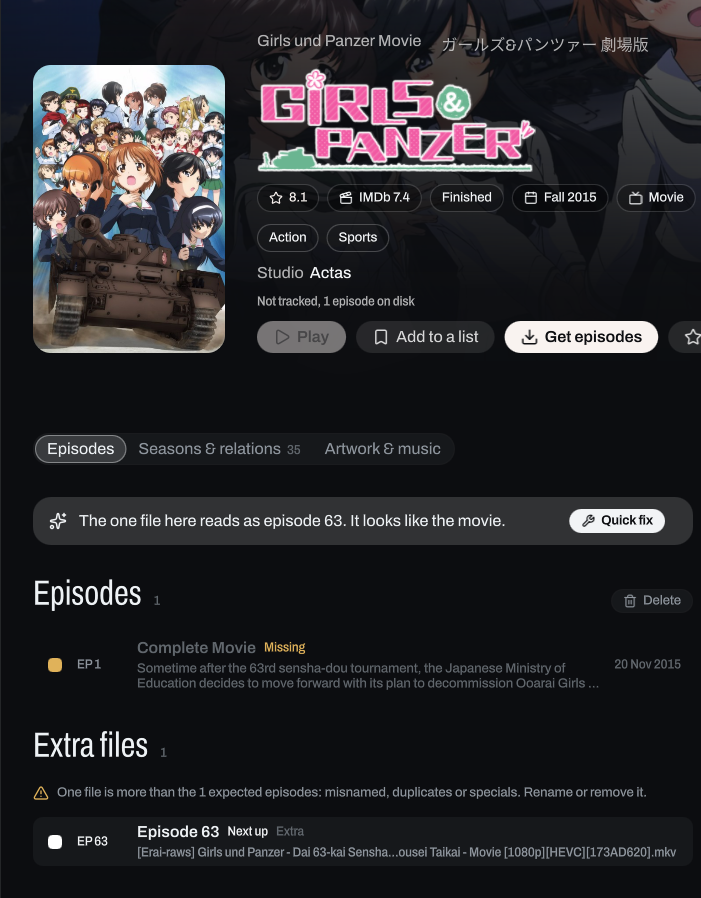 Girls und Panzer Movie ガールズ&パンツァー 劇場版
GIRLS &
PANZER
8.1 IMDb 7.4 Finished Fall 2015 Movie
Action Sports
Studio Actas
Not tracked, 1 episode on disk
Play Add to a list Get episodes
Episodes Seasons & relations 35 Artwork & music
The one file here reads as episode 63. It looks like the movie. Quick fix
Episodes 1 Delete
Complete Movie Missing
EP 1 Sometime after the 63rd sensha-dou tournament, the Japanese Ministry of 20 Nov 2015
Education decides to move forward with its plan to decommission Ooarai Girls ...
Extra files 1
One file is more than the 1 expected episodes: misnamed, duplicates or specials. Rename or remove it.
EP 63 Episode 63 Next up Extra
[Erai-raws] Girls und Panzer - Dai 63-kai Sensha...ousei Taikai - Movie [1080p][HEVC][173AD620].mkv